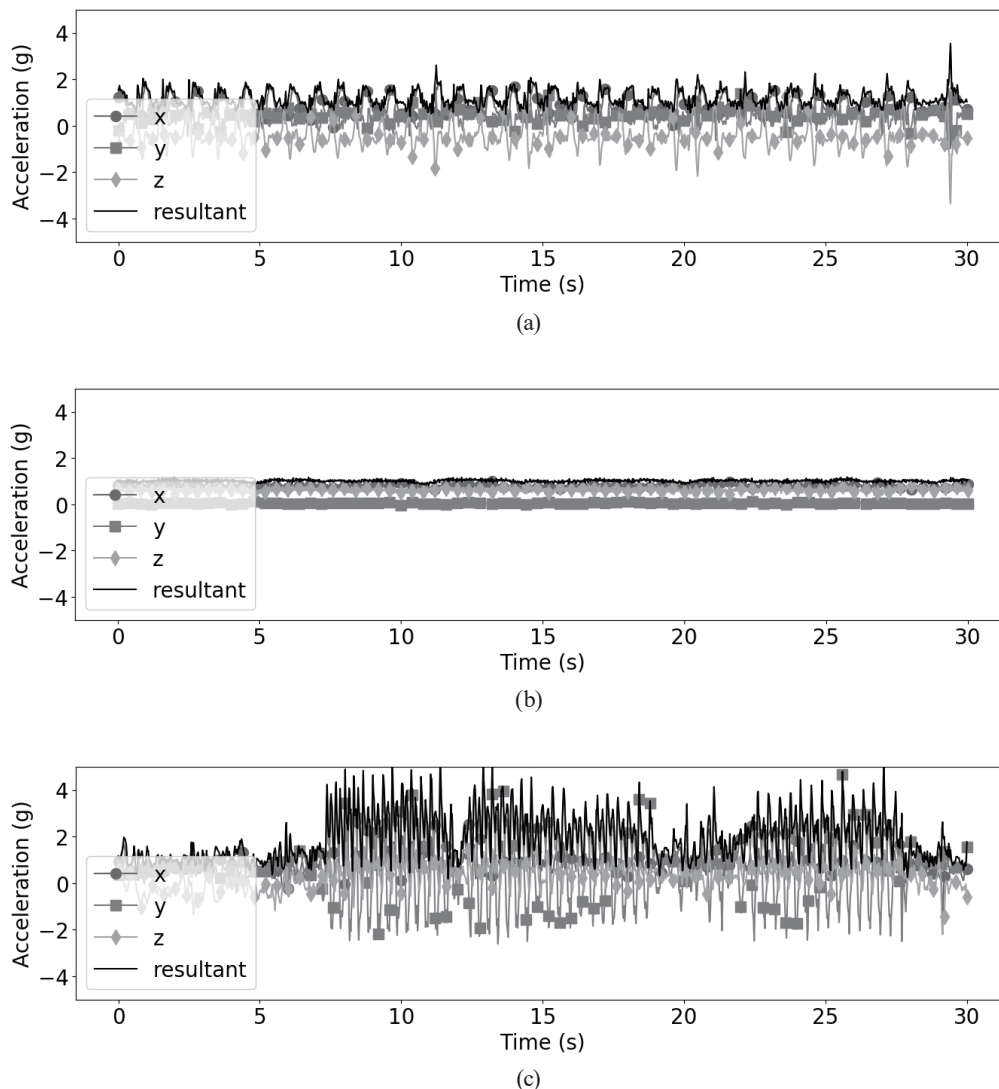 Acceleration (g)
4
2
0
−2
−4
x
y
z
resultant
0 5 10 15 20 25 30
Time (s)
(a)
Acceleration (g)
4
2
0
−2
−4
x
y
z
resultant
0 5 10 15 20 25 30
Time (s)
(b)
Acceleration (g)
4
2
0
−2
−4
x
y
z
resultant
0 5 10 15 20 25 30
Time (s)
(c)